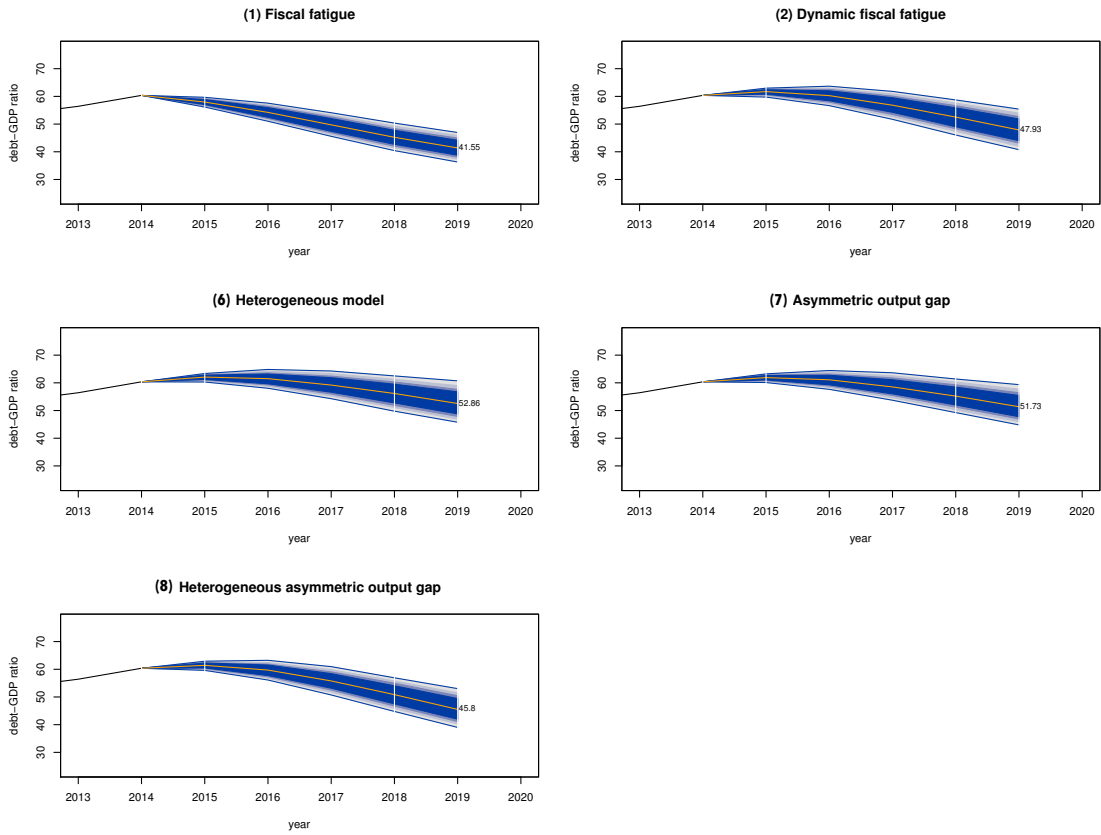 (1) Fiscal fatigue
debt−GDP ratio
70
60
50
40
30
41.55
2013 2014 2015 2016 2017 2018 2019 2020
year
(2) Dynamic fiscal fatigue
debt−GDP ratio
70
60
50
40
30
47.93
2013 2014 2015 2016 2017 2018 2019 2020
year
(6) Heterogeneous model
debt−GDP ratio
70
60
50
40
30
52.86
2013 2014 2015 2016 2017 2018 2019 2020
year
(7) Asymmetric output gap
debt−GDP ratio
70
60
50
40
30
51.73
2013 2014 2015 2016 2017 2018 2019 2020
year
(8) Heterogeneous asymmetric output gap
debt−GDP ratio
70
60
50
40
30
45.8
2013 2014 2015 2016 2017 2018 2019 2020
year